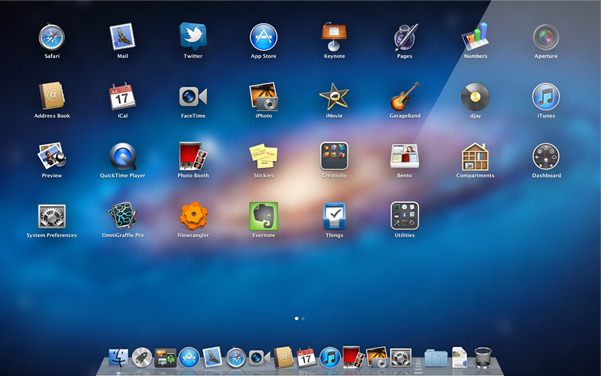 Safari Mail Twitter App Store Keynote Pages Numbers Aperture
Address Book iCal FaceTime iPhoto iMovie GarageBand djay iTunes
Preview QuickTime Player Photo Booth Stickies Creativity Bento Compartments Dashboard
System Preferences OmniGraffle Pro filewrangler Evernote Things Utilities